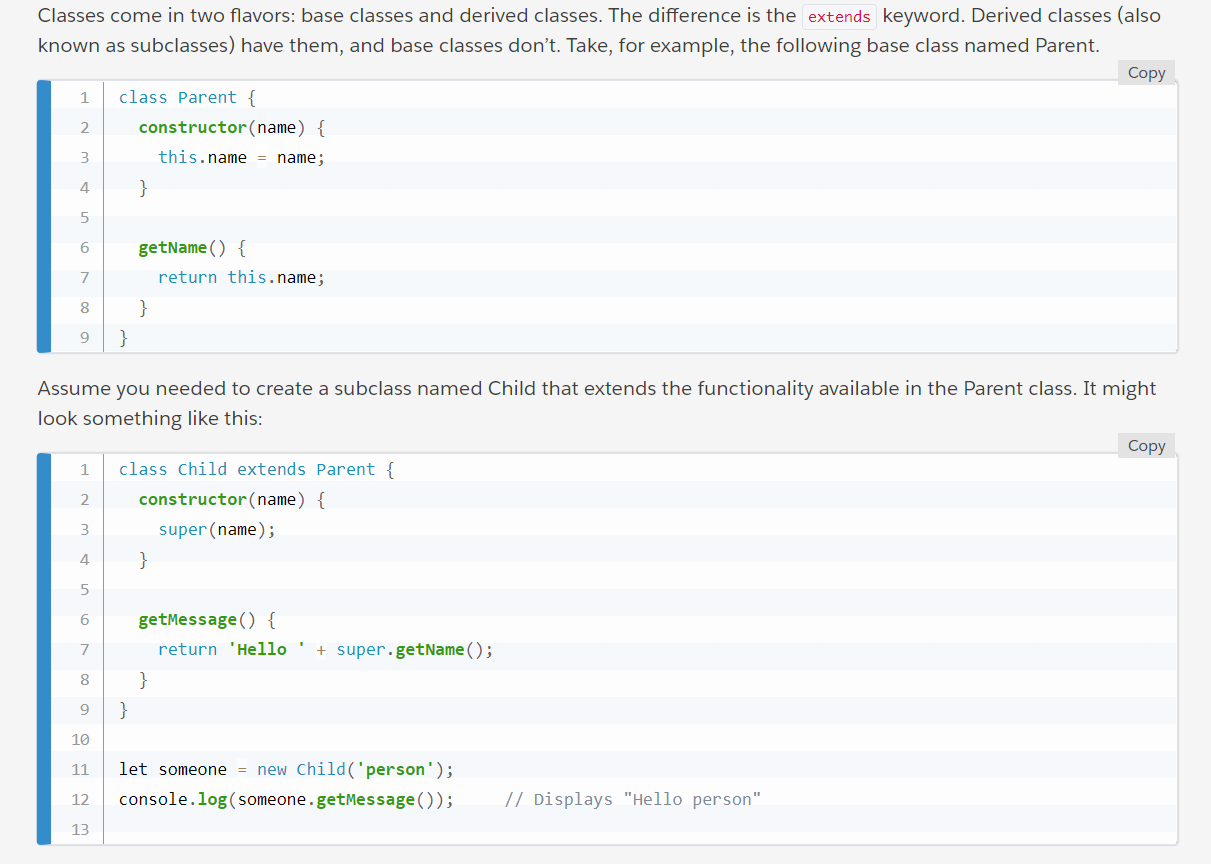 Classes come in two flavors: base classes and derived classes. The difference is the extends keyword. Derived classes (also
known as subclasses) have them, and base classes don’t. Take, for example, the following base class named Parent.
Copy
1 class Parent {
2   constructor(name) {
3     this.name = name;
4   }
5
6   getName() {
7     return this.name;
8   }
9 }
Assume you needed to create a subclass named Child that extends the functionality available in the Parent class. It might
look something like this:
Copy
1 class Child extends Parent {
2   constructor(name) {
3     super(name);
4   }
5
6   getMessage() {
7     return 'Hello ' + super.getName();
8   }
9 }
10
11 let someone = new Child('person');
12 console.log(someone.getMessage());     // Displays "Hello person"
13